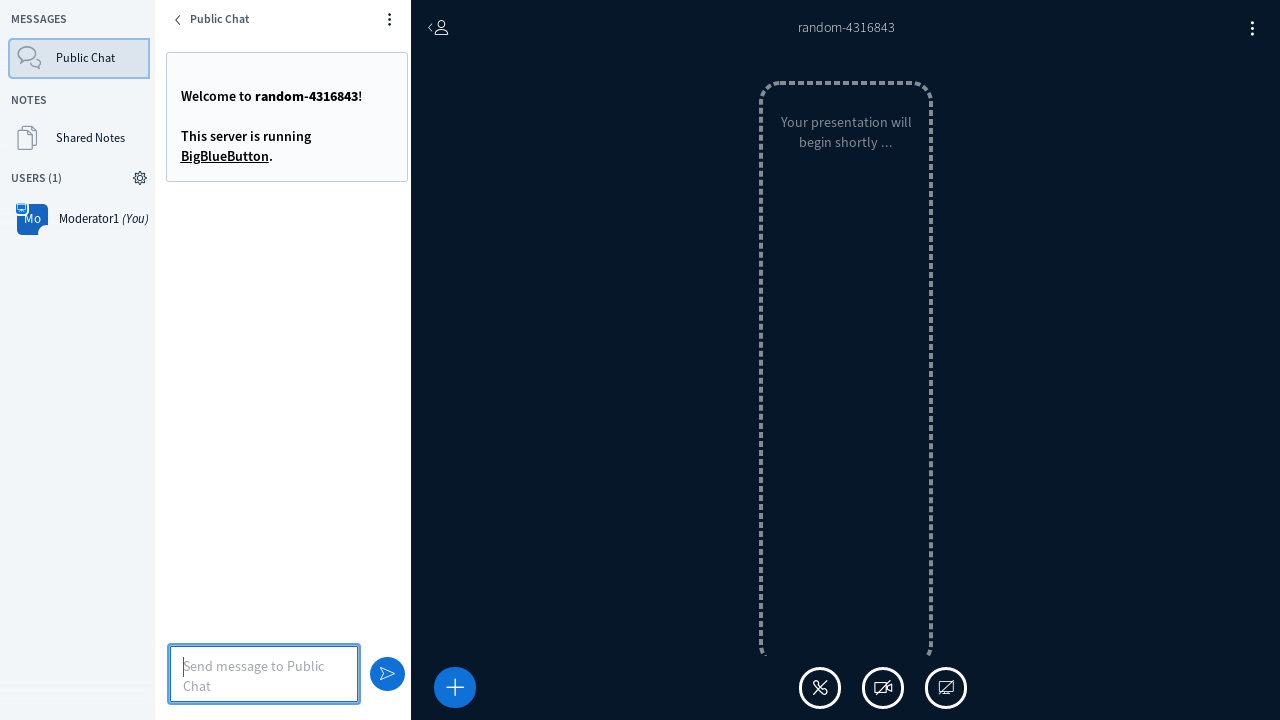 MESSAGES
Public Chat
NOTES
Shared Notes
USERS (1)
Mo
Moderator1 (You)
Public Chat
Welcome to random-4316843!
This server is running
BigBlueButton.
Send message to Public
Chat
random-4316843
Your presentation will
begin shortly ...